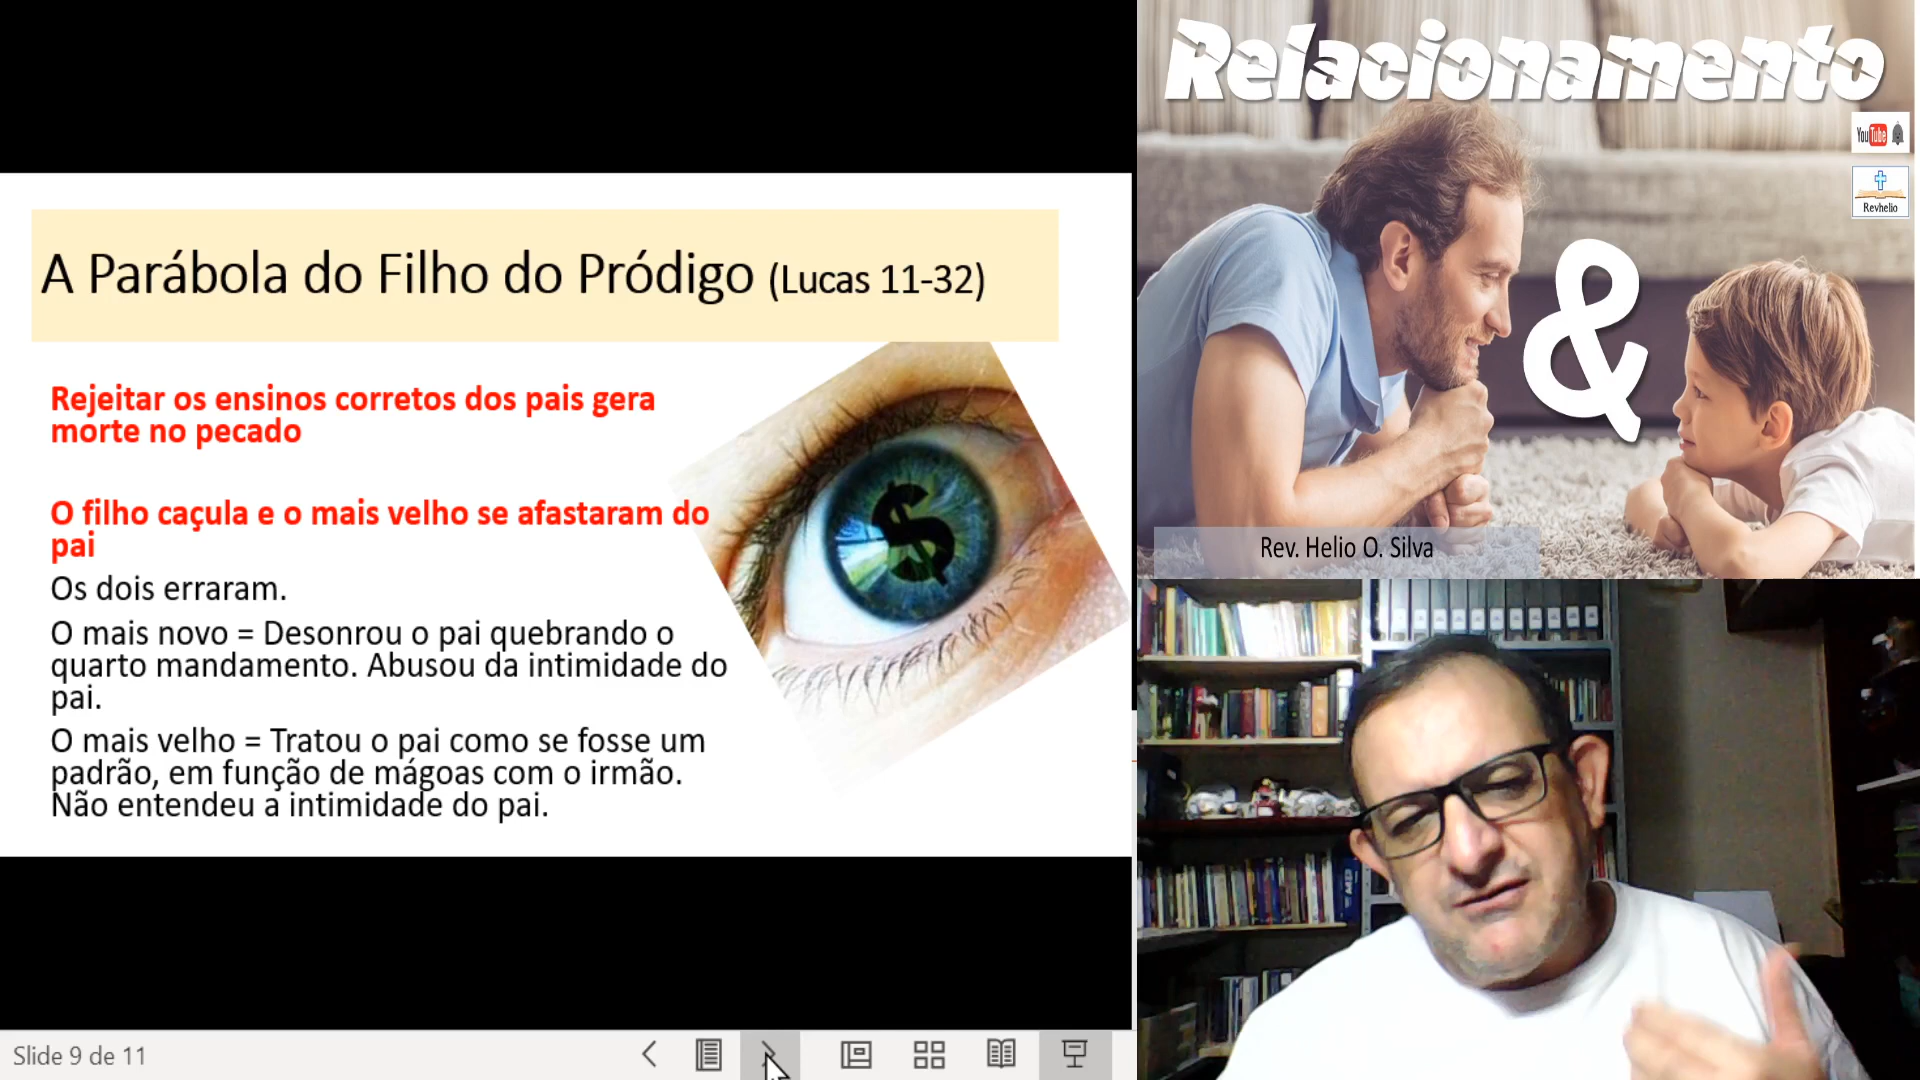 A Parábola do Filho do Pródigo (Lucas 11-32)
Rejeitar os ensinos corretos dos pais gera
morte no pecado
O filho caçula e o mais velho se afastaram do
pai
Os dois erraram.
O mais novo = Desonrou o pai quebrando o
quarto mandamento. Abusou da intimidade do
pai.
O mais velho = Tratou o pai como se fosse um
padrão, em função de mágoas com o irmão.
Não entendeu a intimidade do pai.
Slide 9 de 11
Relacionamento
&
YouTube
Revhelio
Rev. Helio O. Silva